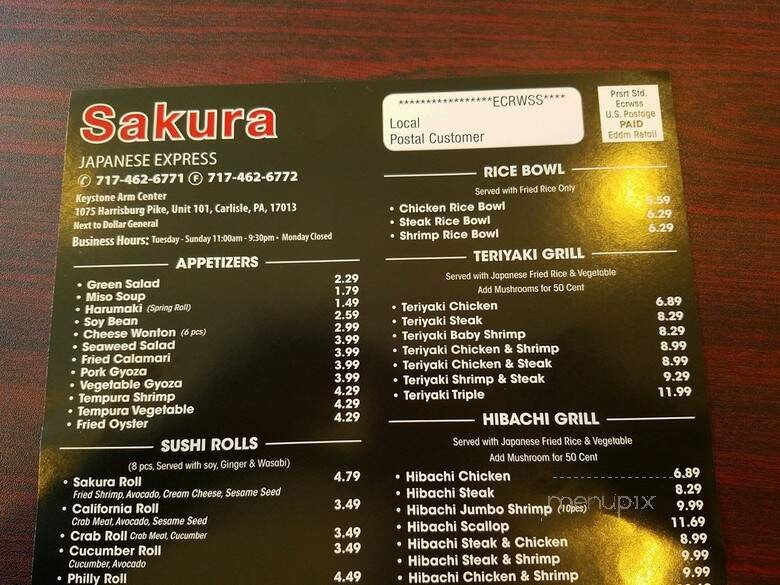 Sakura
JAPANESE EXPRESS
✆ 717-462-6771 Ⓕ 717-462-6772
Keystone Arm Center
1075 Harrisburg Pike, Unit 101, Carlisle, PA, 17013
Next to Dollar General
Business Hours: Tuesday - Sunday 11:00am - 9:30pm • Monday Closed
APPETIZERS
• Green Salad 2.29
• Miso Soup 1.79
• Harumaki (Spring Roll) 1.49
• Soy Bean 2.59
• Cheese Wonton (6 pcs) 2.99
• Seaweed Salad 3.99
• Fried Calamari 3.99
• Pork Gyoza 3.99
• Vegetable Gyoza 3.99
• Tempura Shrimp 4.29
• Tempura Vegetable 4.29
• Fried Oyster 4.29
SUSHI ROLLS
(8 pcs, Served with soy, Ginger & Wasabi)
• Sakura Roll 4.79
Fried Shrimp, Avocado, Cream Cheese, Sesame Seed
• California Roll 3.49
Crab Meat, Avocado, Sesame Seed
• Crab Roll Crab Meat, Cucumber 3.49
• Cucumber Roll 3.49
Cucumber, Avocado
• Philly Roll 4.49
*****************ECRWSS****
Local
Postal Customer
Prsrt Std.
Ecrwss
U.S. Postage
PAID
Eddm Retail
RICE BOWL
Served with Fried Rice Only
• Chicken Rice Bowl 5.59
• Steak Rice Bowl 6.29
• Shrimp Rice Bowl 6.29
TERIYAKI GRILL
Served with Japanese Fried Rice & Vegetable
Add Mushrooms for 50 Cent
• Teriyaki Chicken 6.89
• Teriyaki Steak 8.29
• Teriyaki Baby Shrimp 8.29
• Teriyaki Chicken & Shrimp 8.99
• Teriyaki Chicken & Steak 8.99
• Teriyaki Shrimp & Steak 9.29
• Teriyaki Triple 11.99
HIBACHI GRILL
Served with Japanese Fried Rice & Vegetable
Add Mushroom for 50 Cent
• Hibachi Chicken 6.89
• Hibachi Steak 8.29
• Hibachi Jumbo Shrimp (10pcs) 9.99
• Hibachi Scallop 11.69
• Hibachi Steak & Chicken 8.99
• Hibachi Steak & Shrimp 9.99
• Hibachi Chicken & Shrimp 9.99
menupix